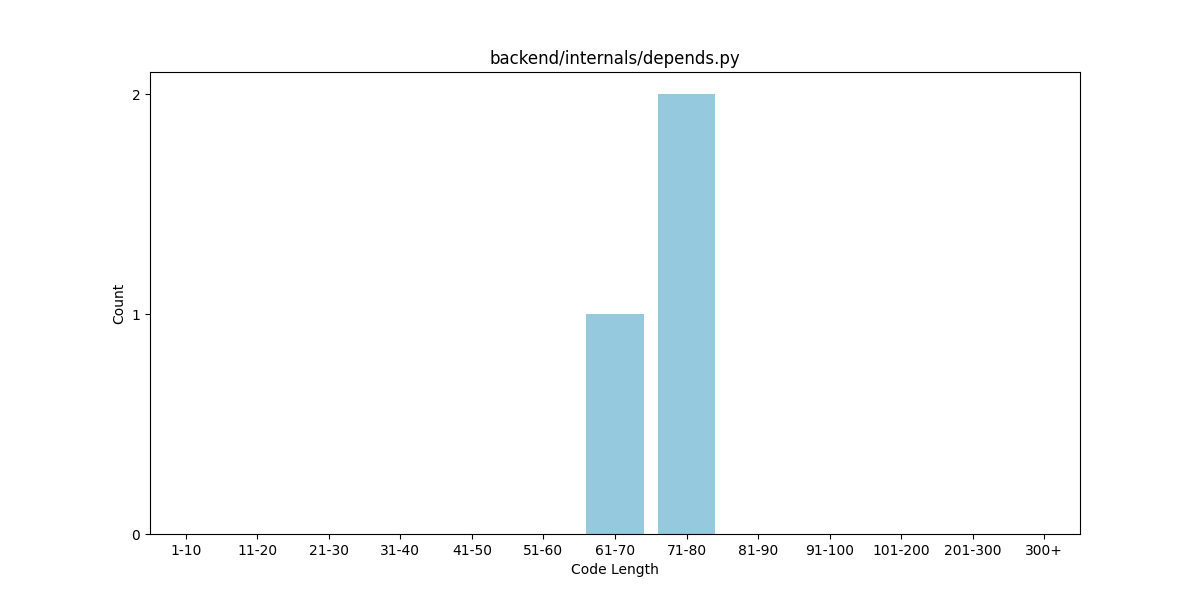 backend/internals/depends.py
2
1
0
Count
1-10 11-20 21-30 31-40 41-50 51-60 61-70 71-80 81-90 91-100 101-200 201-300 300+
Code Length